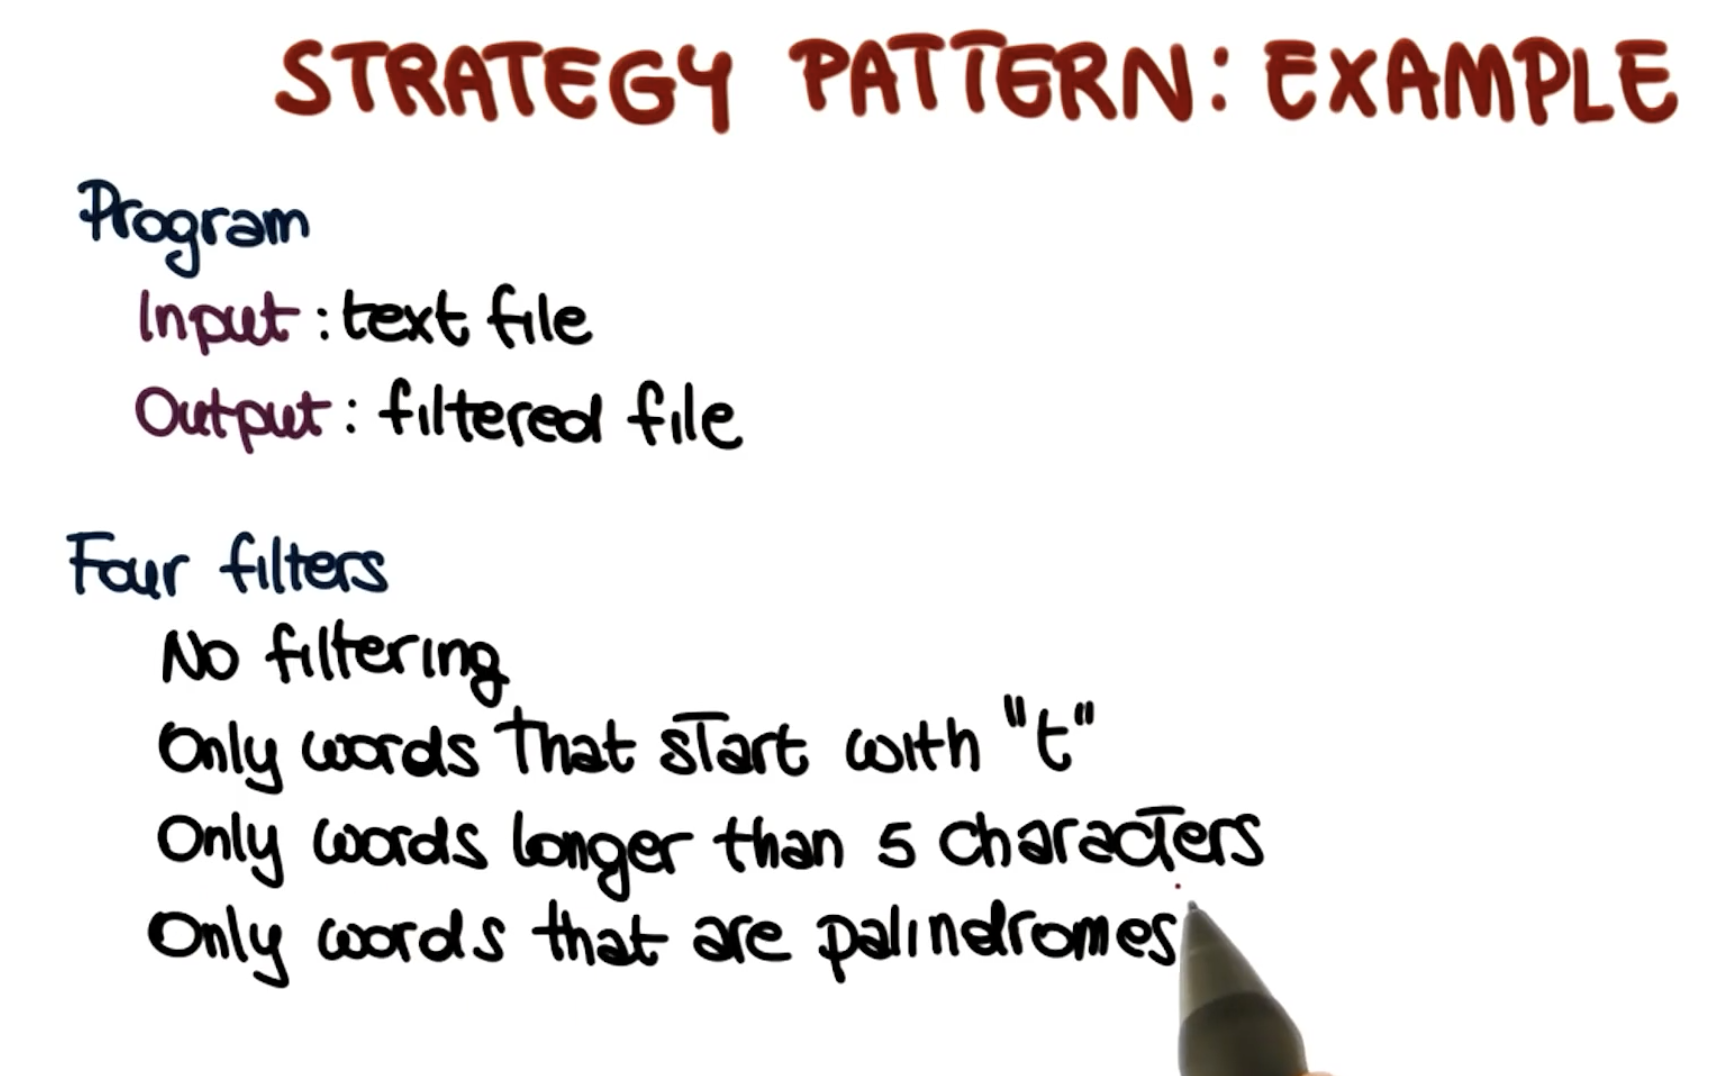 STRATEGY PATTERN: EXAMPLE
Program
Input: text file
Output: filtered file
Four filters
No filtering
Only words that start with "t"
Only words longer than 5 characters
Only words that are palindromes